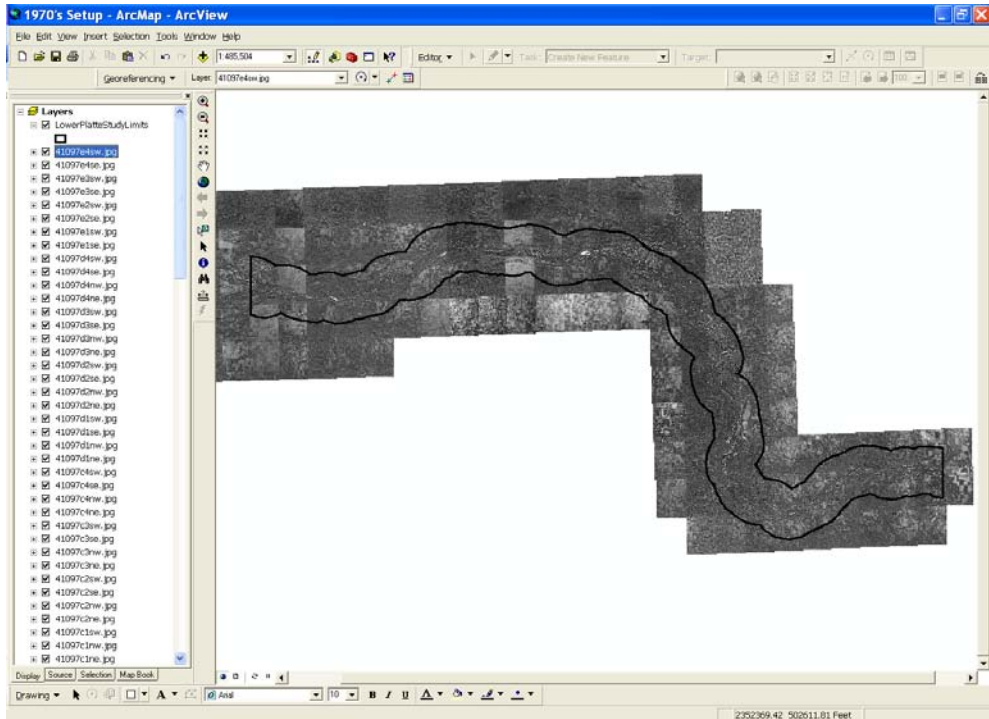 1970's Setup - ArcMap - ArcView
File Edit View Insert Selection Tools Window Help
1:485,504 Editor Task: Create New Feature Target:
Georeferencing Layer: 41097e4sw.jpg 100
Layers
LowerPlatteStudyLimits
41097e4sw.jpg
41097e4se.jpg
41097e3sw.jpg
41097e3se.jpg
41097e2sw.jpg
41097e2se.jpg
41097e1sw.jpg
41097e1se.jpg
41097d4sw.jpg
41097d4se.jpg
41097d4nw.jpg
41097d4ne.jpg
41097d3sw.jpg
41097d3se.jpg
41097d3nw.jpg
41097d3ne.jpg
41097d2sw.jpg
41097d2se.jpg
41097d2nw.jpg
41097d2ne.jpg
41097d1sw.jpg
41097d1se.jpg
41097d1nw.jpg
41097d1ne.jpg
41097c4sw.jpg
41097c4se.jpg
41097c4nw.jpg
41097c4ne.jpg
41097c3sw.jpg
41097c3se.jpg
41097c3nw.jpg
41097c3ne.jpg
41097c2sw.jpg
41097c2se.jpg
41097c2nw.jpg
41097c2ne.jpg
41097c1sw.jpg
41097c1nw.jpg
41097c1ne.jpg
Display Source Selection Map Book
Drawing A Arial 10 B I U A
2352369.42 502611.81 Feet